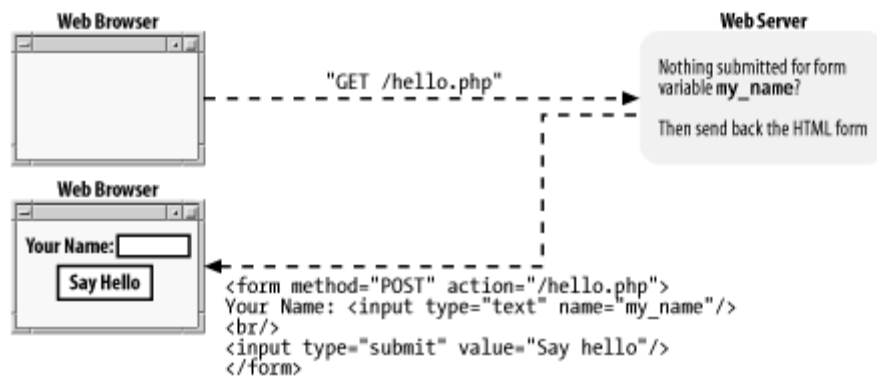 Web Browser
Web Server
"GET /hello.php"
Nothing submitted for form
variable my_name?
Then send back the HTML form
Web Browser
Your Name:
Say Hello
<form method="POST" action="/hello.php">
Your Name: <input type="text" name="my_name"/>
<br/>
<input type="submit" value="Say hello"/>
</form>